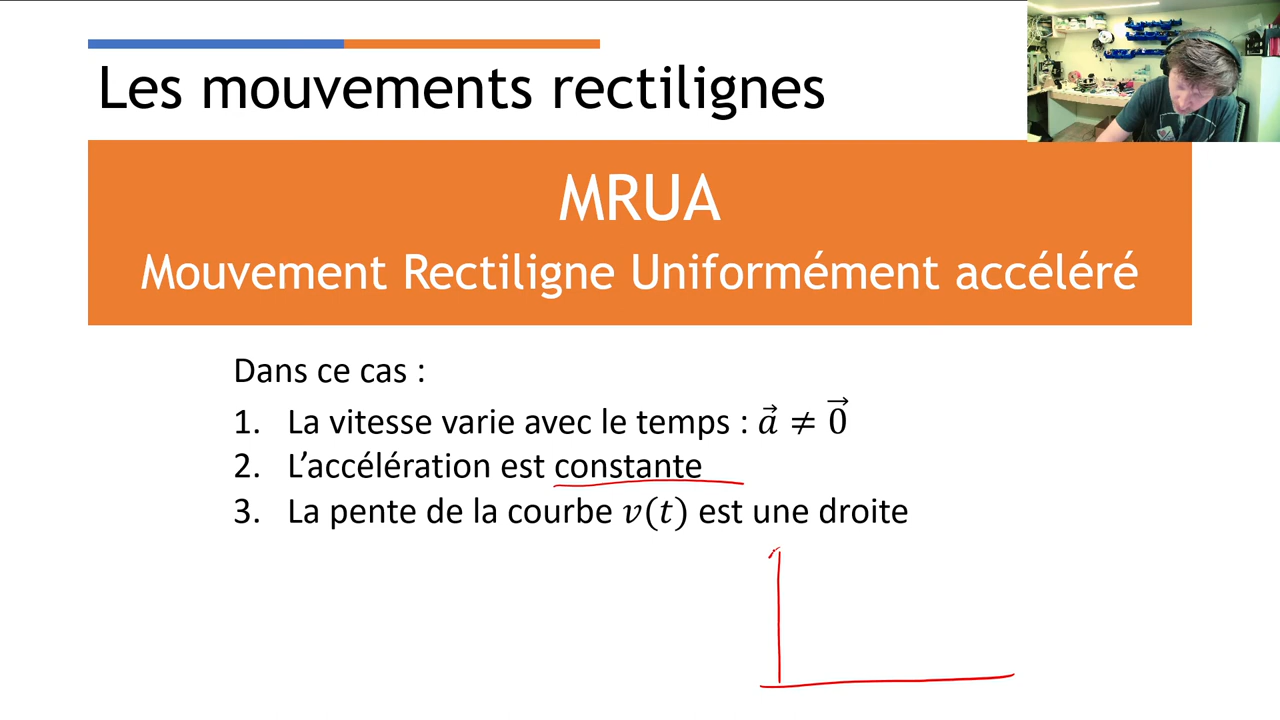 Les mouvements rectilignes
MRUA
Mouvement Rectiligne Uniformément accéléré
Dans ce cas :
1. La vitesse varie avec le temps : a⃗ ≠ 0⃗
2. L’accélération est constante
3. La pente de la courbe v(t) est une droite